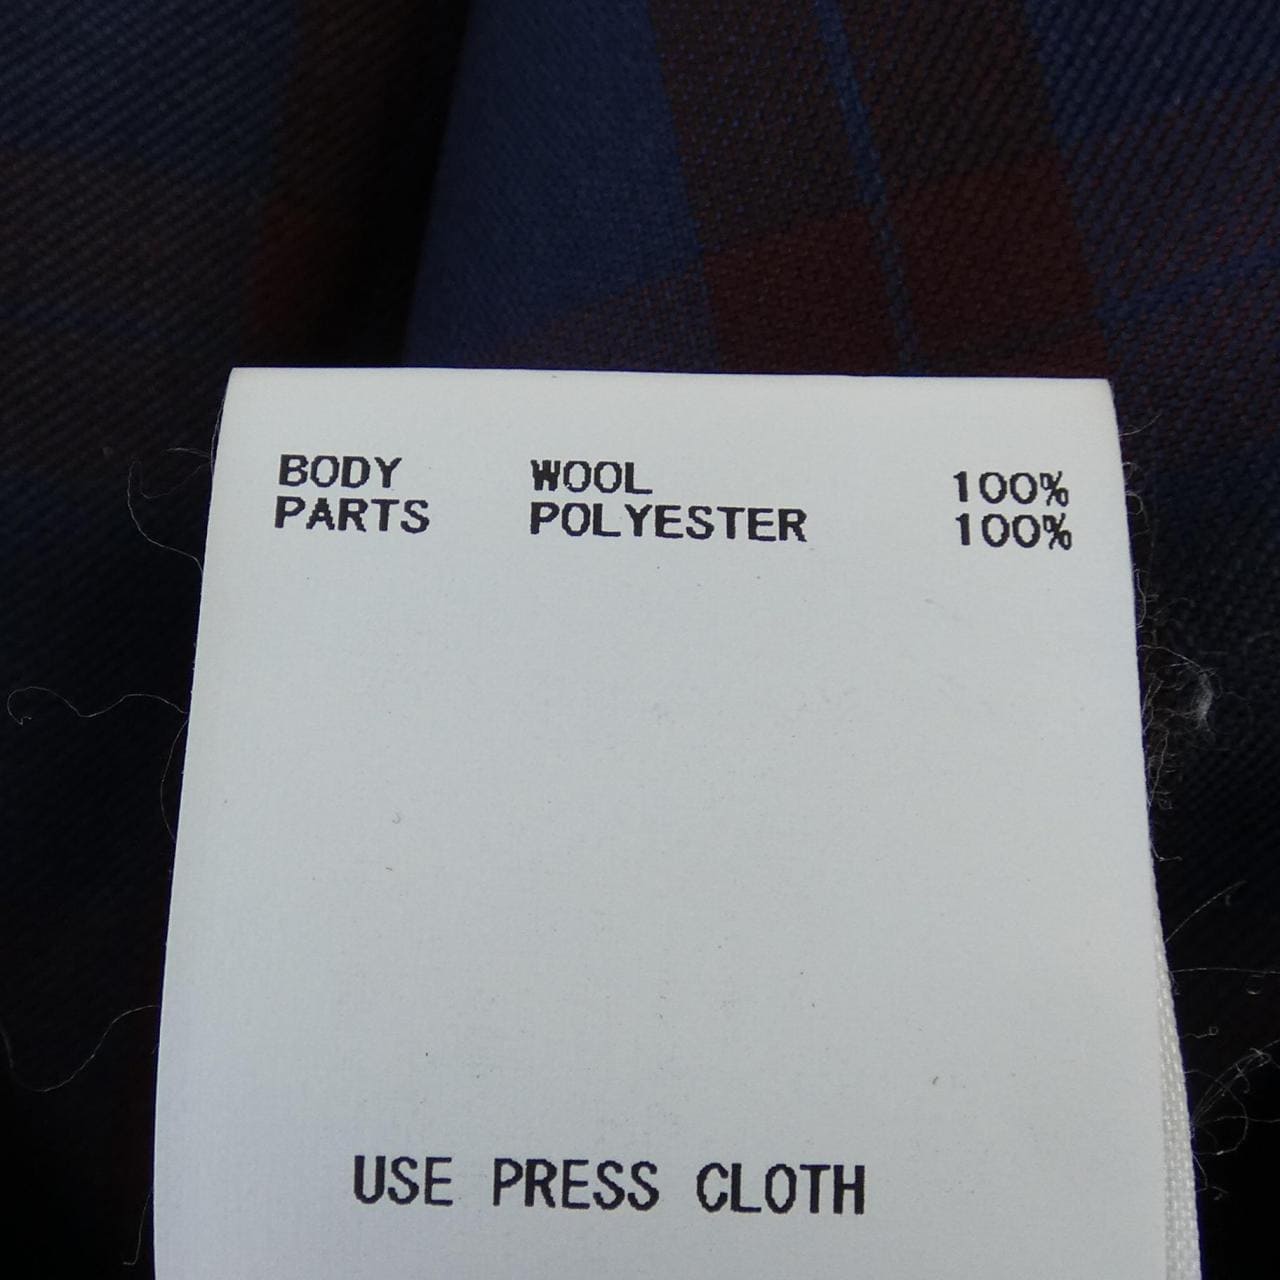 BODY WOOL 100%
PARTS POLYESTER 100%
USE PRESS CLOTH